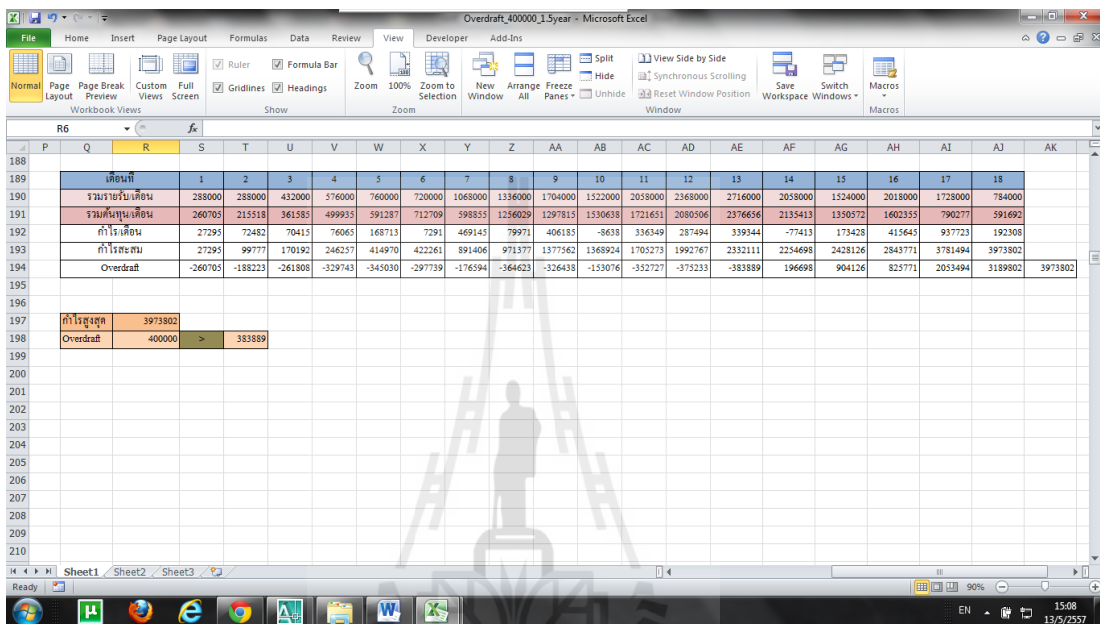 Overdraft_400000_1.5year - Microsoft Excel
File Home Insert Page Layout Formulas Data Review View Developer Add-Ins
Normal Page Layout Page Break Preview Custom Views Full Screen
Workbook Views
Ruler Formula Bar
Gridlines Headings
Show
Zoom 100% Zoom to Selection
Zoom
New Window Arrange All Freeze Panes
Split
Hide
Unhide
View Side by Side
Synchronous Scrolling
Reset Window Position
Window
Save Workspace Switch Windows
Macros
Macros
R6 fx
P Q R S T U V W X Y Z AA AB AC AD AE AF AG AH AI AJ AK
188
189 เดือนที่ 1 2 3 4 5 6 7 8 9 10 11 12 13 14 15 16 17 18
190 รวมรายรับ/เดือน 288000 288000 432000 576000 760000 720000 1068000 1336000 1704000 1522000 2058000 2368000 2716000 2058000 1524000 2018000 1728000 784000
191 รวมต้นทุน/เดือน 260705 215518 361585 499935 591287 712709 598855 1256029 1297815 1530638 1721651 2080506 2376656 2135413 1350572 1602355 790277 591692
192 กำไร/เดือน 27295 72482 70415 76065 168713 7291 469145 79971 406185 -8638 336349 287494 339344 -77413 173428 415645 937723 192308
193 กำไรสะสม 27295 99777 170192 246257 414970 422261 891406 971377 1377562 1368924 1705273 1992767 2332111 2254698 2428126 2843771 3781494 3973802
194 Overdraft -260705 -188223 -261808 -329743 -345030 -297739 -176594 -364623 -326438 -153076 -352727 -375233 -383889 196698 904126 825771 2053494 3189802 3973802
195
196
197 กำไรสูงสุด 3973802
198 Overdraft 400000 > 383889
199
200
201
202
203
204
205
206
207
208
209
210
Sheet1 Sheet2 Sheet3
Ready 90%
EN 15:08
13/5/2557